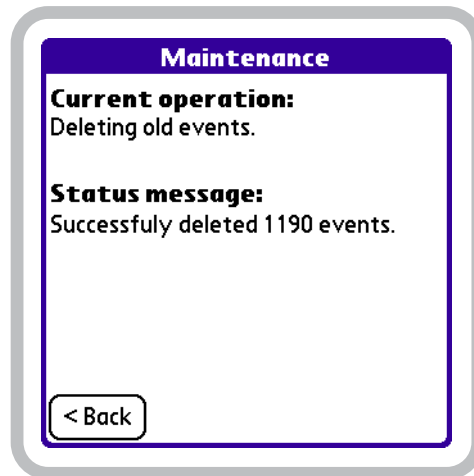 Maintenance
Current operation:
Deleting old events.
Status message:
Successfuly deleted 1190 events.
< Back